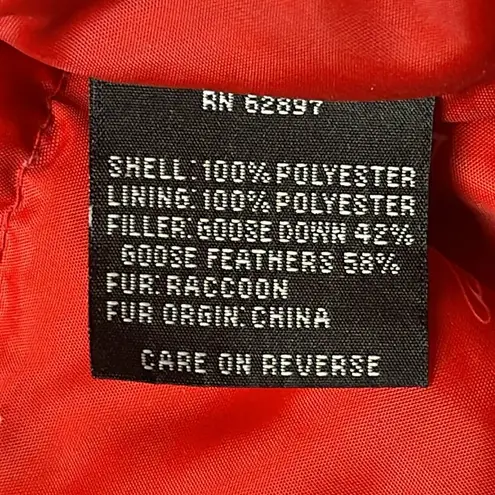 RN 62897
SHELL: 100% POLYESTER
LINING: 100% POLYESTER
FILLER: GOOSE DOWN 42%
GOOSE FEATHERS 58%
FUR: RACCOON
FUR ORGIN: CHINA
CARE ON REVERSE